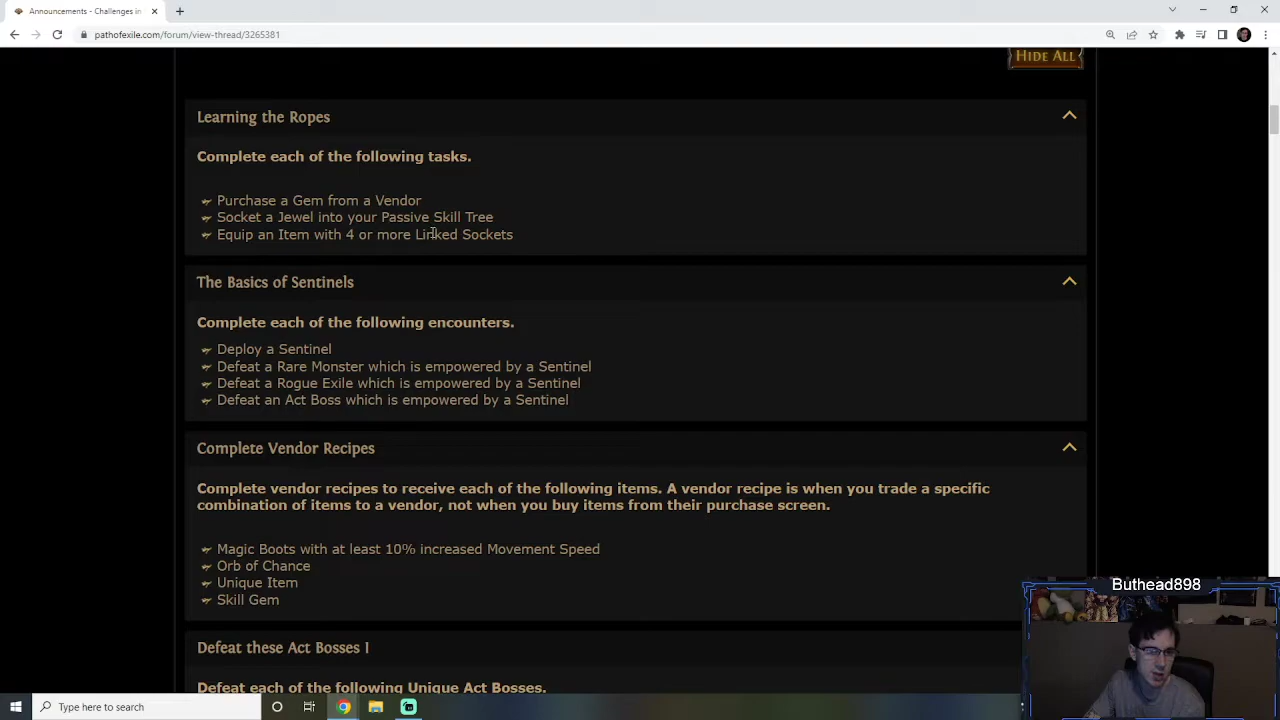 Announcements - Challenges in
pathofexile.com/forum/view-thread/3265381
HIDE ALL
Learning the Ropes
Complete each of the following tasks.
Purchase a Gem from a Vendor
Socket a Jewel into your Passive Skill Tree
Equip an Item with 4 or more Linked Sockets
The Basics of Sentinels
Complete each of the following encounters.
Deploy a Sentinel
Defeat a Rare Monster which is empowered by a Sentinel
Defeat a Rogue Exile which is empowered by a Sentinel
Defeat an Act Boss which is empowered by a Sentinel
Complete Vendor Recipes
Complete vendor recipes to receive each of the following items. A vendor recipe is when you trade a specific
combination of items to a vendor, not when you buy items from their purchase screen.
Magic Boots with at least 10% increased Movement Speed
Orb of Chance
Unique Item
Skill Gem
Buthead898
Defeat these Act Bosses I
Defeat each of the following Unique Act Bosses.
Type here to search